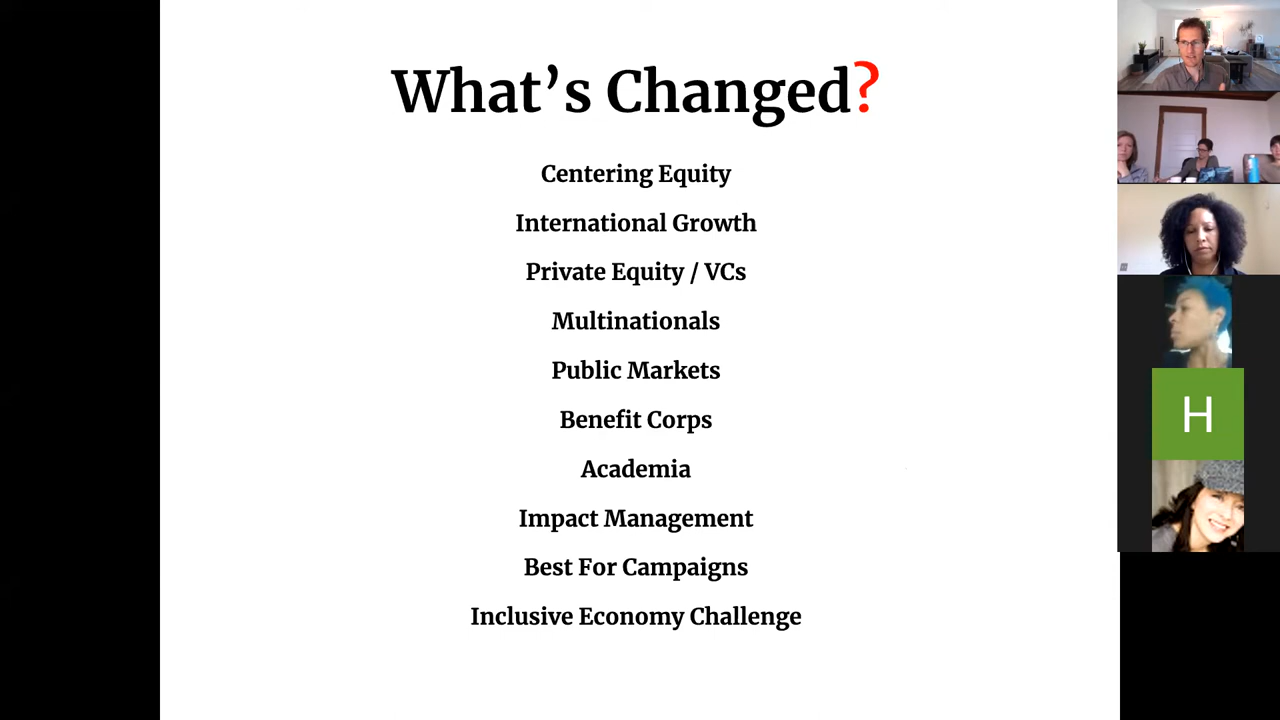 What’s Changed?
Centering Equity
International Growth
Private Equity / VCs
Multinationals
Public Markets
Benefit Corps
Academia
Impact Management
Best For Campaigns
Inclusive Economy Challenge
H